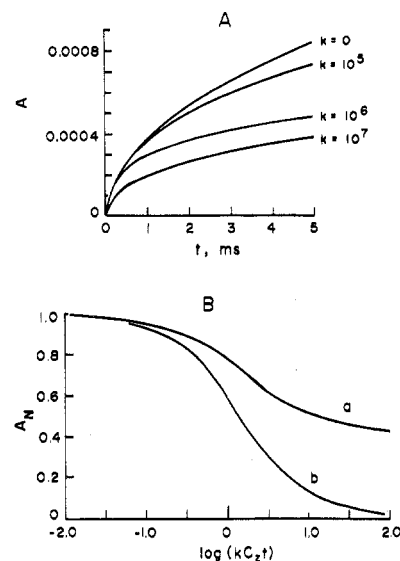 A
0.0008
0.0004
0
A
k = 0
k = 10⁵
k = 10⁶
k = 10⁷
0 1 2 3 4 5
t, ms
B
1.0
0.8
0.6
0.4
0.2
0
A_N
a
b
-2.0 -1.0 0.0 1.0 2.0
log (kC_zt)